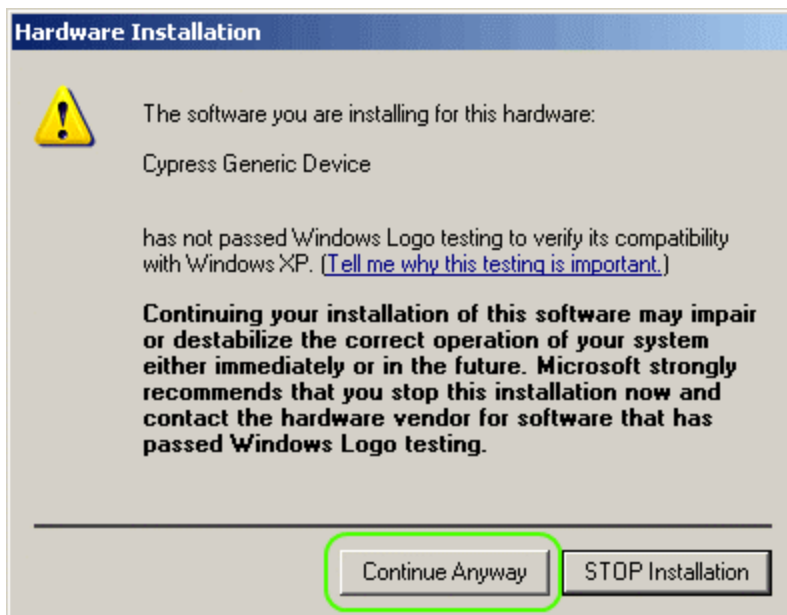 Hardware Installation
The software you are installing for this hardware:
Cypress Generic Device
has not passed Windows Logo testing to verify its compatibility
with Windows XP. (Tell me why this testing is important.)
Continuing your installation of this software may impair
or destabilize the correct operation of your system
either immediately or in the future. Microsoft strongly
recommends that you stop this installation now and
contact the hardware vendor for software that has
passed Windows Logo testing.
Continue Anyway
STOP Installation